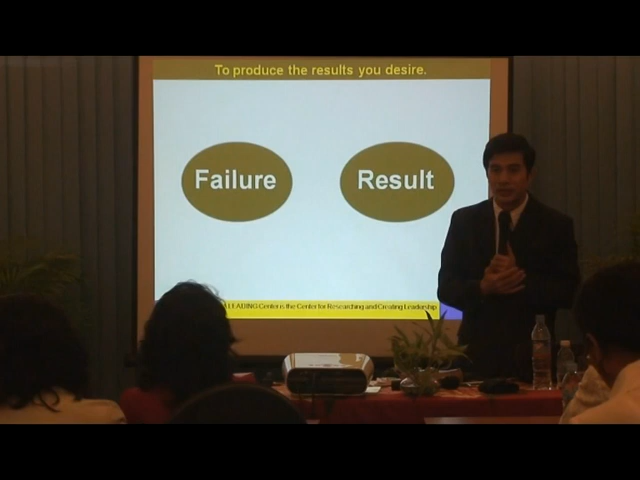 To produce the results you desire.
Failure
Result
LEADING Center is the Center for Researching and Creating Leadership